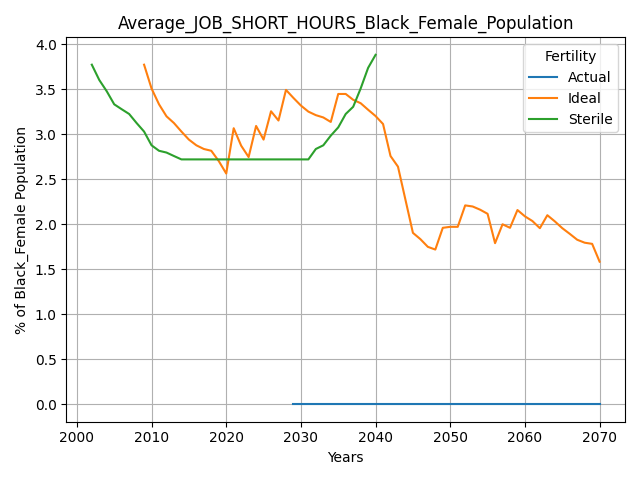 Average_JOB_SHORT_HOURS_Black_Female_Population
% of Black_Female Population
4.0
3.5
3.0
2.5
2.0
1.5
1.0
0.5
0.0
Fertility
Actual
Ideal
Sterile
2000 2010 2020 2030 2040 2050 2060 2070
Years